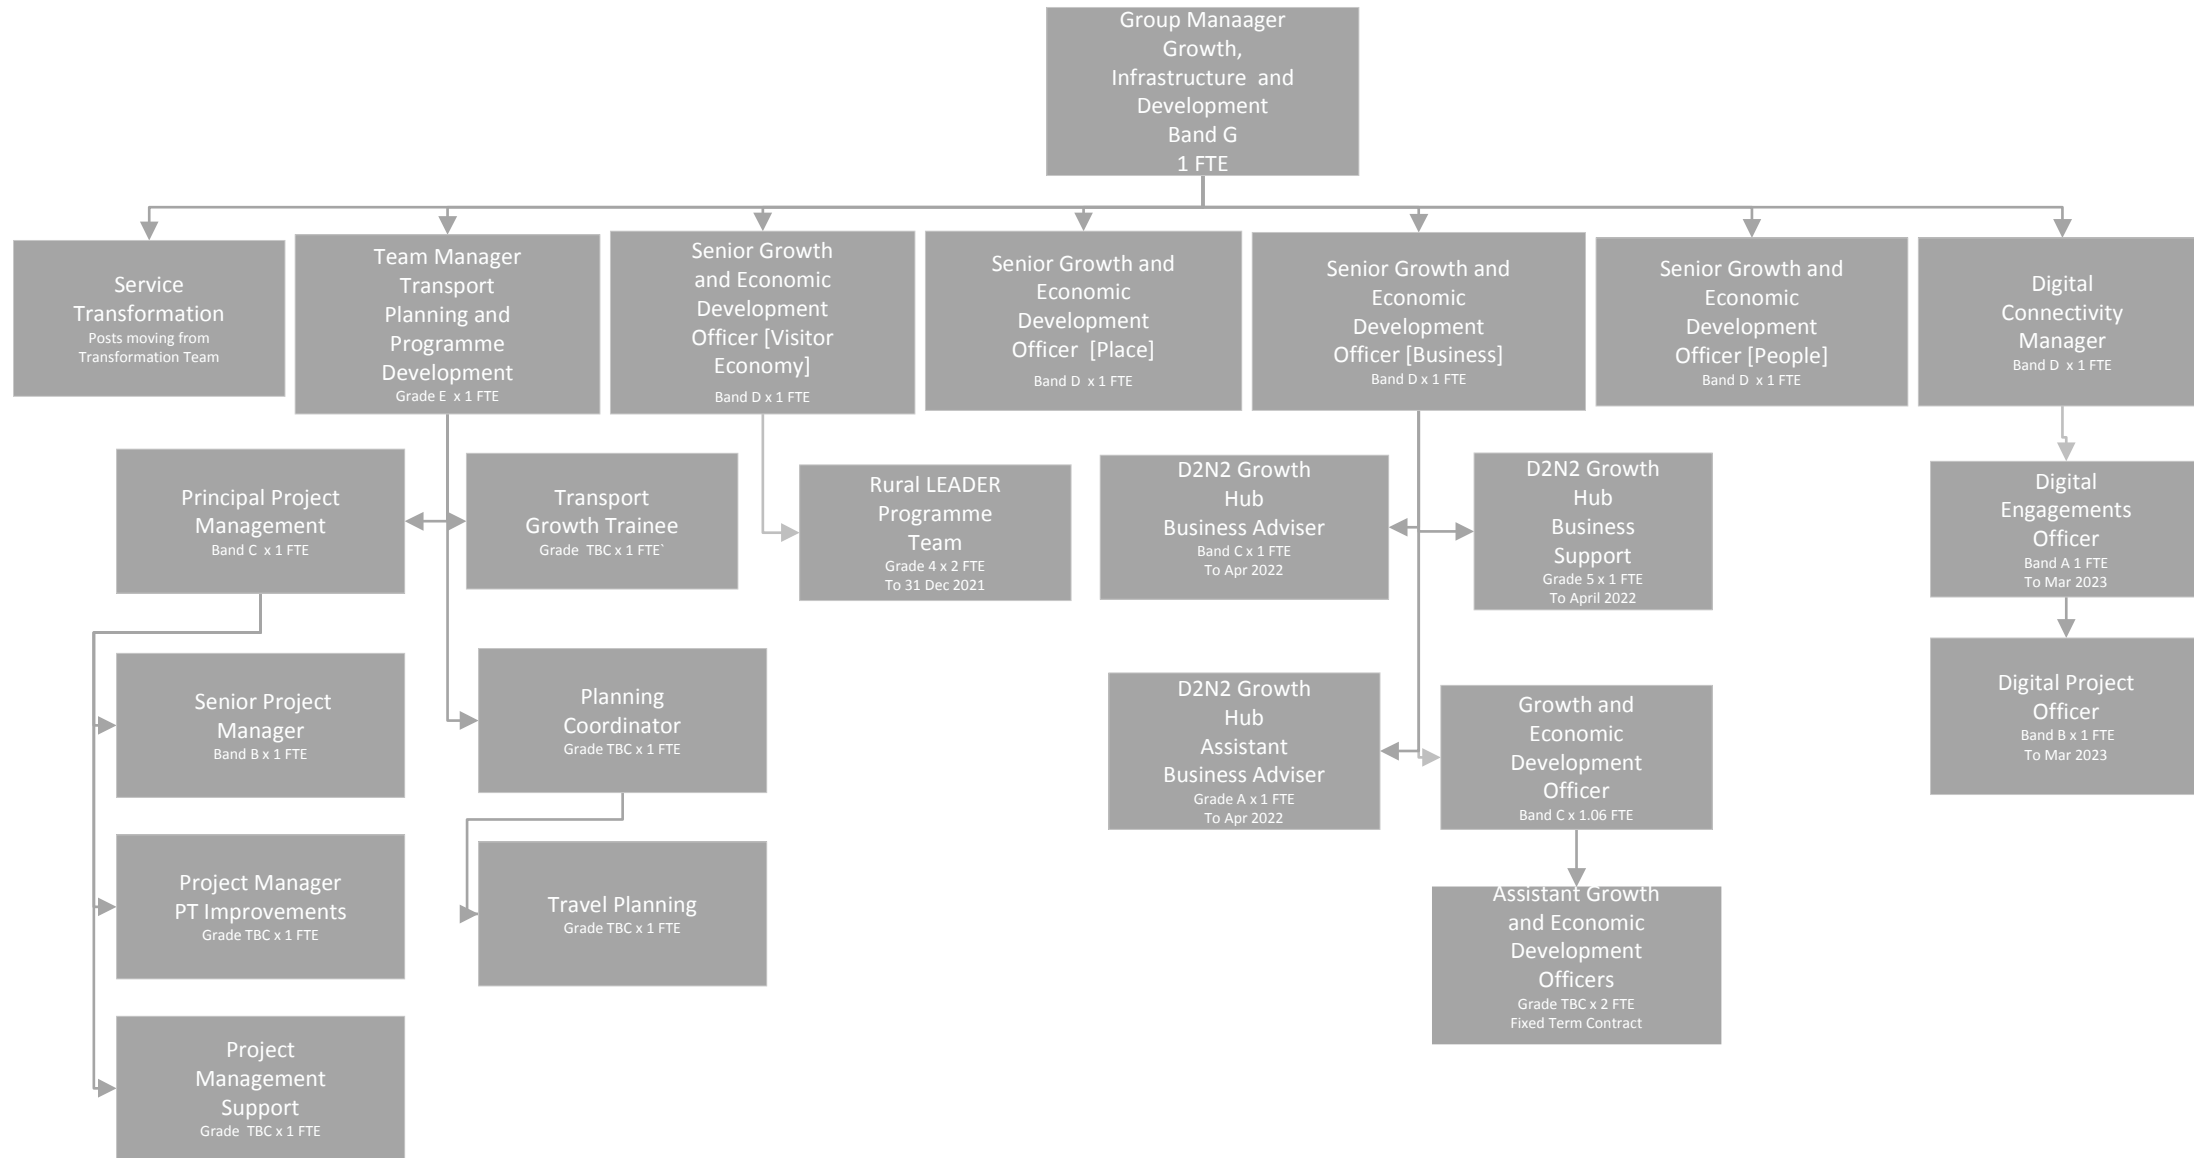 Group Manaager
Growth,
Infrastructure and
Development
Band G
1 FTE
Service
Transformation
Posts moving from
Transformation Team
Team Manager
Transport
Planning and
Programme
Development
Grade E x 1 FTE
Senior Growth
and Economic
Development
Officer [Visitor
Economy]
Band D x 1 FTE
Senior Growth and
Economic
Development
Officer [Place]
Band D x 1 FTE
Senior Growth and
Economic
Development
Officer [Business]
Band D x 1 FTE
Senior Growth and
Economic
Development
Officer [People]
Band D x 1 FTE
Digital
Connectivity
Manager
Band D x 1 FTE
Principal Project
Management
Band C x 1 FTE
Transport
Growth Trainee
Grade TBC x 1 FTE`
Rural LEADER
Programme
Team
Grade 4 x 2 FTE
To 31 Dec 2021
D2N2 Growth
Hub
Business Adviser
Band C x 1 FTE
To Apr 2022
D2N2 Growth
Hub
Business
Support
Grade 5 x 1 FTE
To April 2022
Digital
Engagements
Officer
Band A 1 FTE
To Mar 2023
Senior Project
Manager
Band B x 1 FTE
Planning
Coordinator
Grade TBC x 1 FTE
D2N2 Growth
Hub
Assistant
Business Adviser
Grade A x 1 FTE
To Apr 2022
Growth and
Economic
Development
Officer
Band C x 1.06 FTE
Digital Project
Officer
Band B x 1 FTE
To Mar 2023
Project Manager
PT Improvements
Grade TBC x 1 FTE
Travel Planning
Grade TBC x 1 FTE
Assistant Growth
and Economic
Development
Officers
Grade TBC x 2 FTE
Fixed Term Contract
Project
Management
Support
Grade TBC x 1 FTE